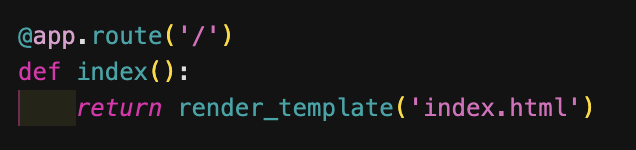 @app.route('/')
def index():
    return render_template('index.html')